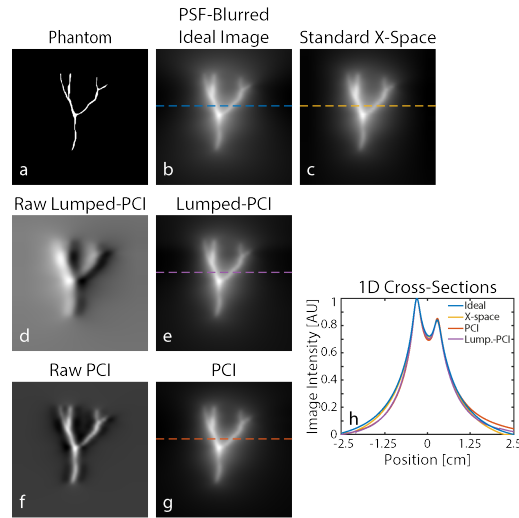 Phantom
PSF-Blurred
Ideal Image
Standard X-Space
a
b
c
Raw Lumped-PCI
Lumped-PCI
d
e
Raw PCI
PCI
f
g
1D Cross-Sections
Image Intensity [AU]
1
0.8
0.6
0.4
0.2
0
Ideal
X-space
PCI
Lump.-PCI
h
-2.5 -1.25 0 1.25 2.5
Position [cm]